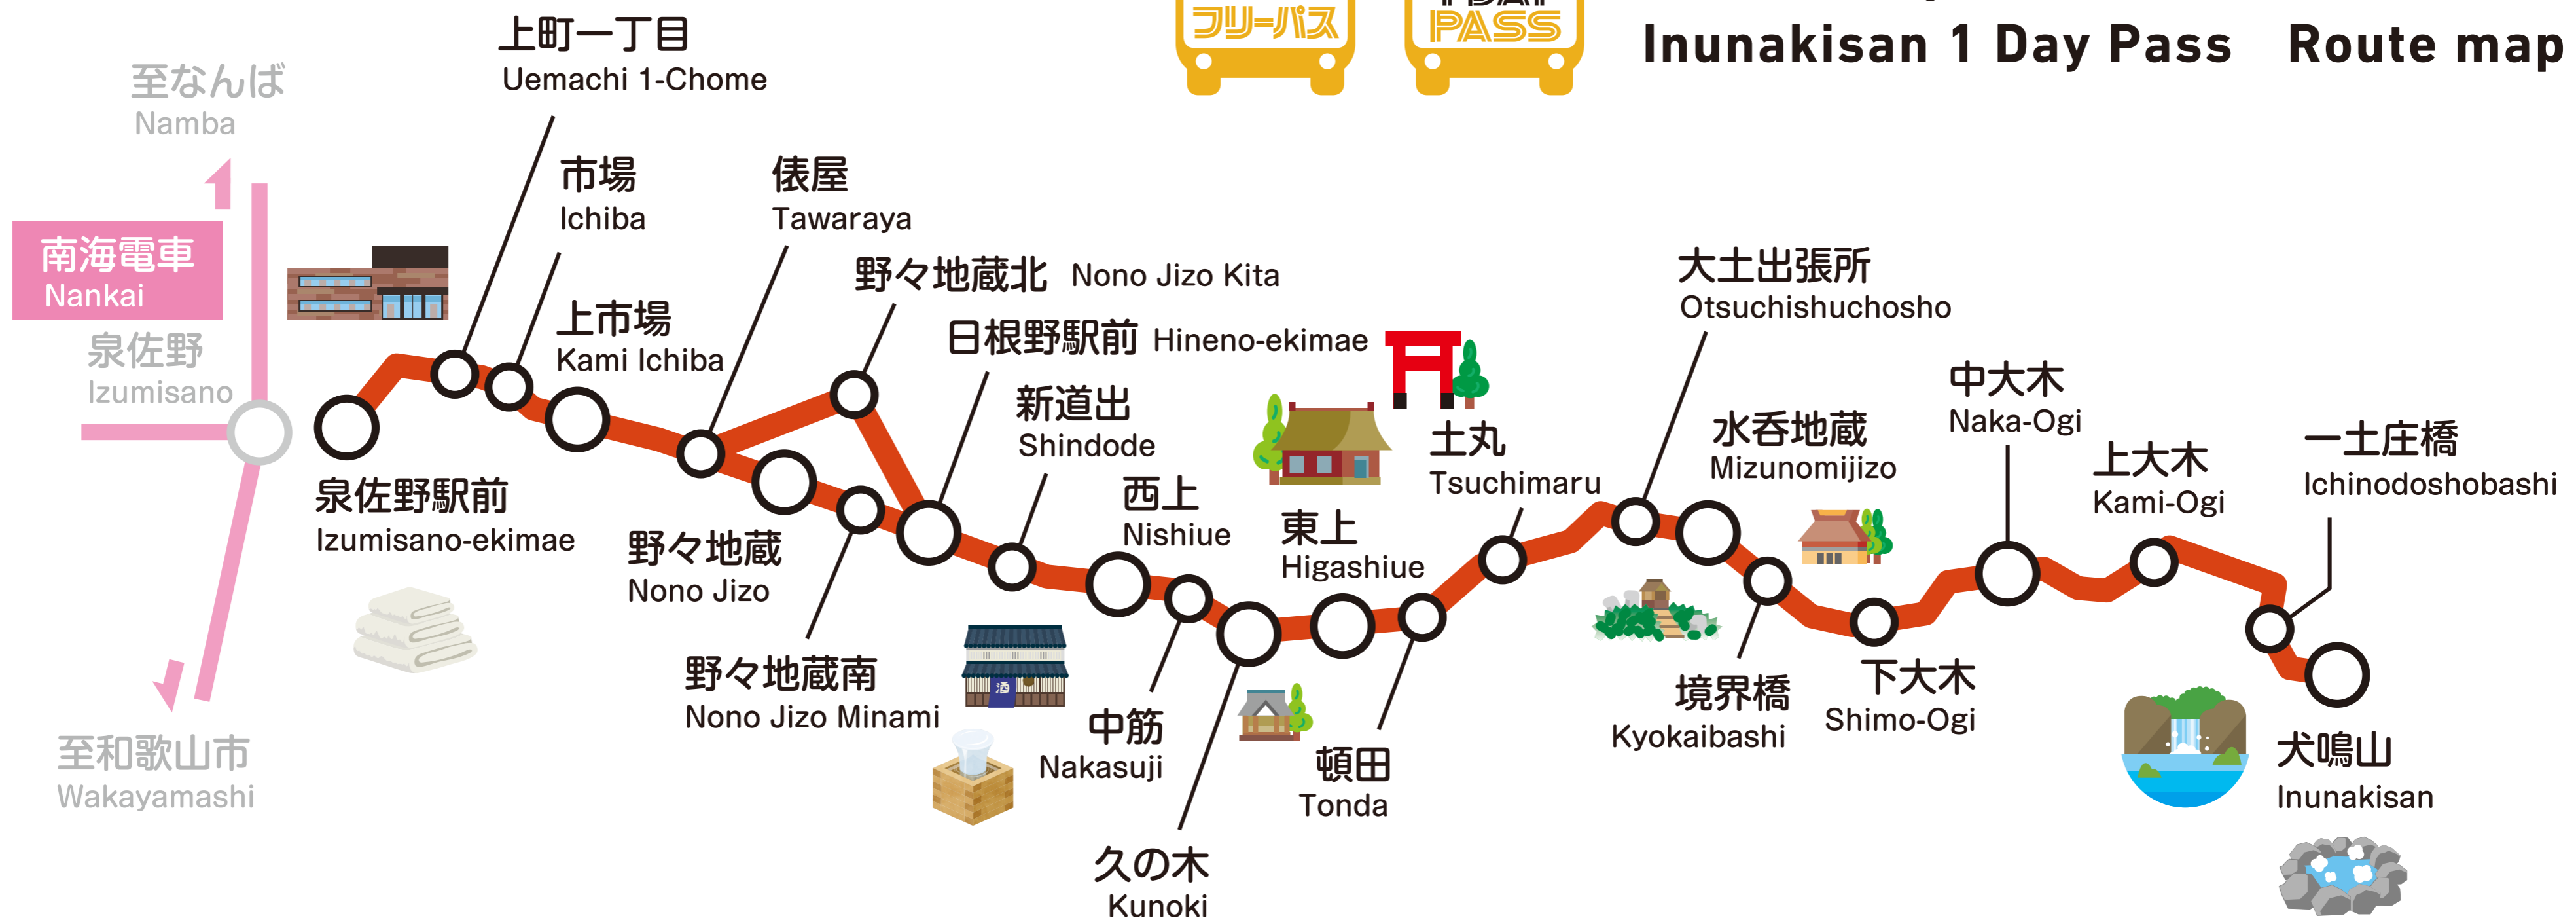 フリーパス
PASS
Inunakisan 1 Day Pass Route map
至なんば
Namba
南海電車
Nankai
泉佐野
Izumisano
至和歌山市
Wakayamashi
泉佐野駅前
Izumisano-ekimae
上町一丁目
Uemachi 1-Chome
市場
Ichiba
上市場
Kami Ichiba
俵屋
Tawaraya
野々地蔵北 Nono Jizo Kita
野々地蔵
Nono Jizo
野々地蔵南
Nono Jizo Minami
日根野駅前 Hineno-ekimae
新道出
Shindode
西上
Nishiue
酒
中筋
Nakasuji
久の木
Kunoki
東上
Higashiue
頓田
Tonda
土丸
Tsuchimaru
大土出張所
Otsuchishuchosho
水呑地蔵
Mizunomijizo
境界橋
Kyokaibashi
下大木
Shimo-Ogi
中大木
Naka-Ogi
上大木
Kami-Ogi
一土庄橋
Ichinodoshobashi
犬鳴山
Inunakisan